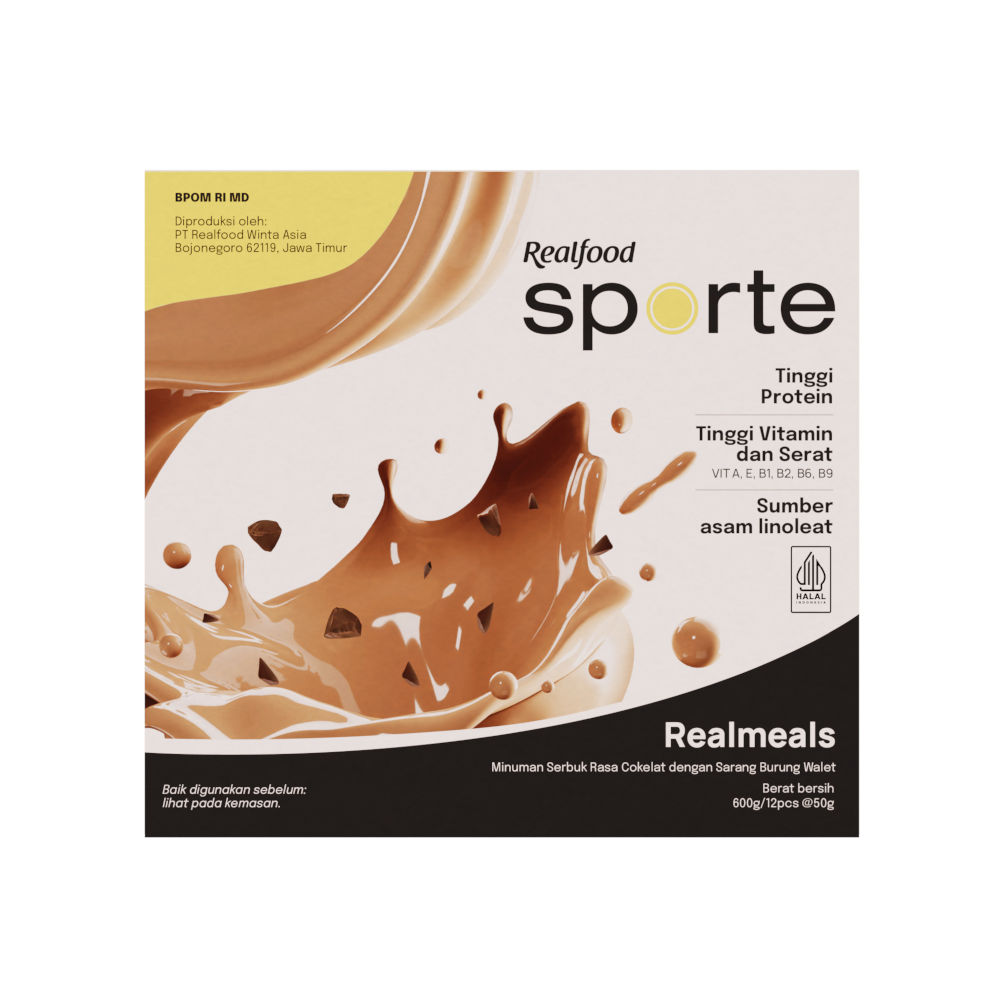 BPOM RI MD
Diproduksi oleh:
PT Realfood Winta Asia
Bojonegoro 62119, Jawa Timur
Realfood
sporte
Tinggi
Protein
Tinggi Vitamin
dan Serat
VIT A, E, B1, B2, B6, B9
Sumber
asam linoleat
HALAL
INDONESIA
Realmeals
Minuman Serbuk Rasa Cokelat dengan Sarang Burung Walet
Baik digunakan sebelum:
lihat pada kemasan.
Berat bersih
600g/12pcs @50g